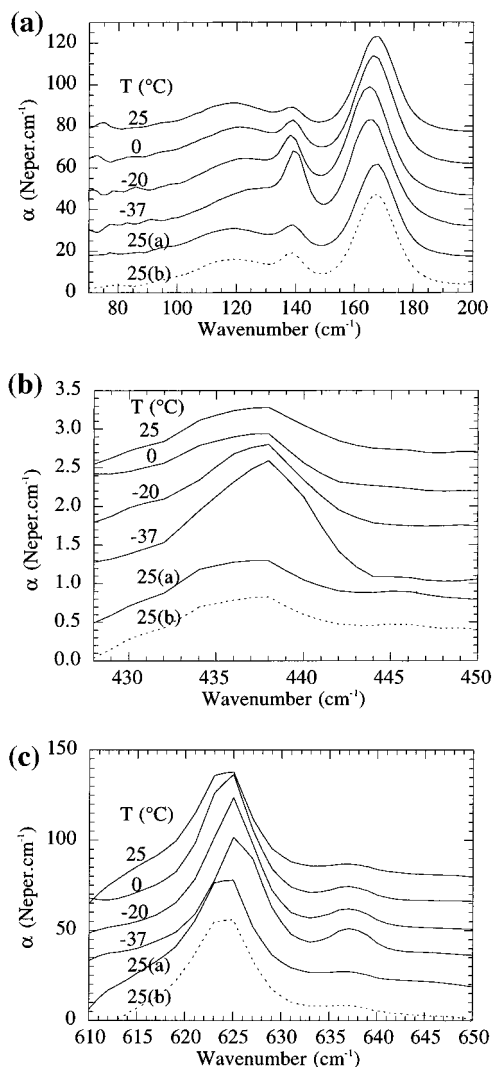 (a)
120
100
80
60
40
20
0
α (Neper.cm-1)
T (°C)
25
0
-20
-37
25(a)
25(b)
80 100 120 140 160 180 200
Wavenumber (cm-1)
(b)
3.5
3.0
2.5
2.0
1.5
1.0
0.5
0.0
α (Neper.cm-1)
T (°C)
25
0
-20
-37
25(a)
25(b)
430 435 440 445 450
Wavenumber (cm-1)
(c)
150
100
50
0
α (Neper.cm-1)
T (°C)
25
0
-20
-37
25(a)
25(b)
610 615 620 625 630 635 640 645 650
Wavenumber (cm-1)